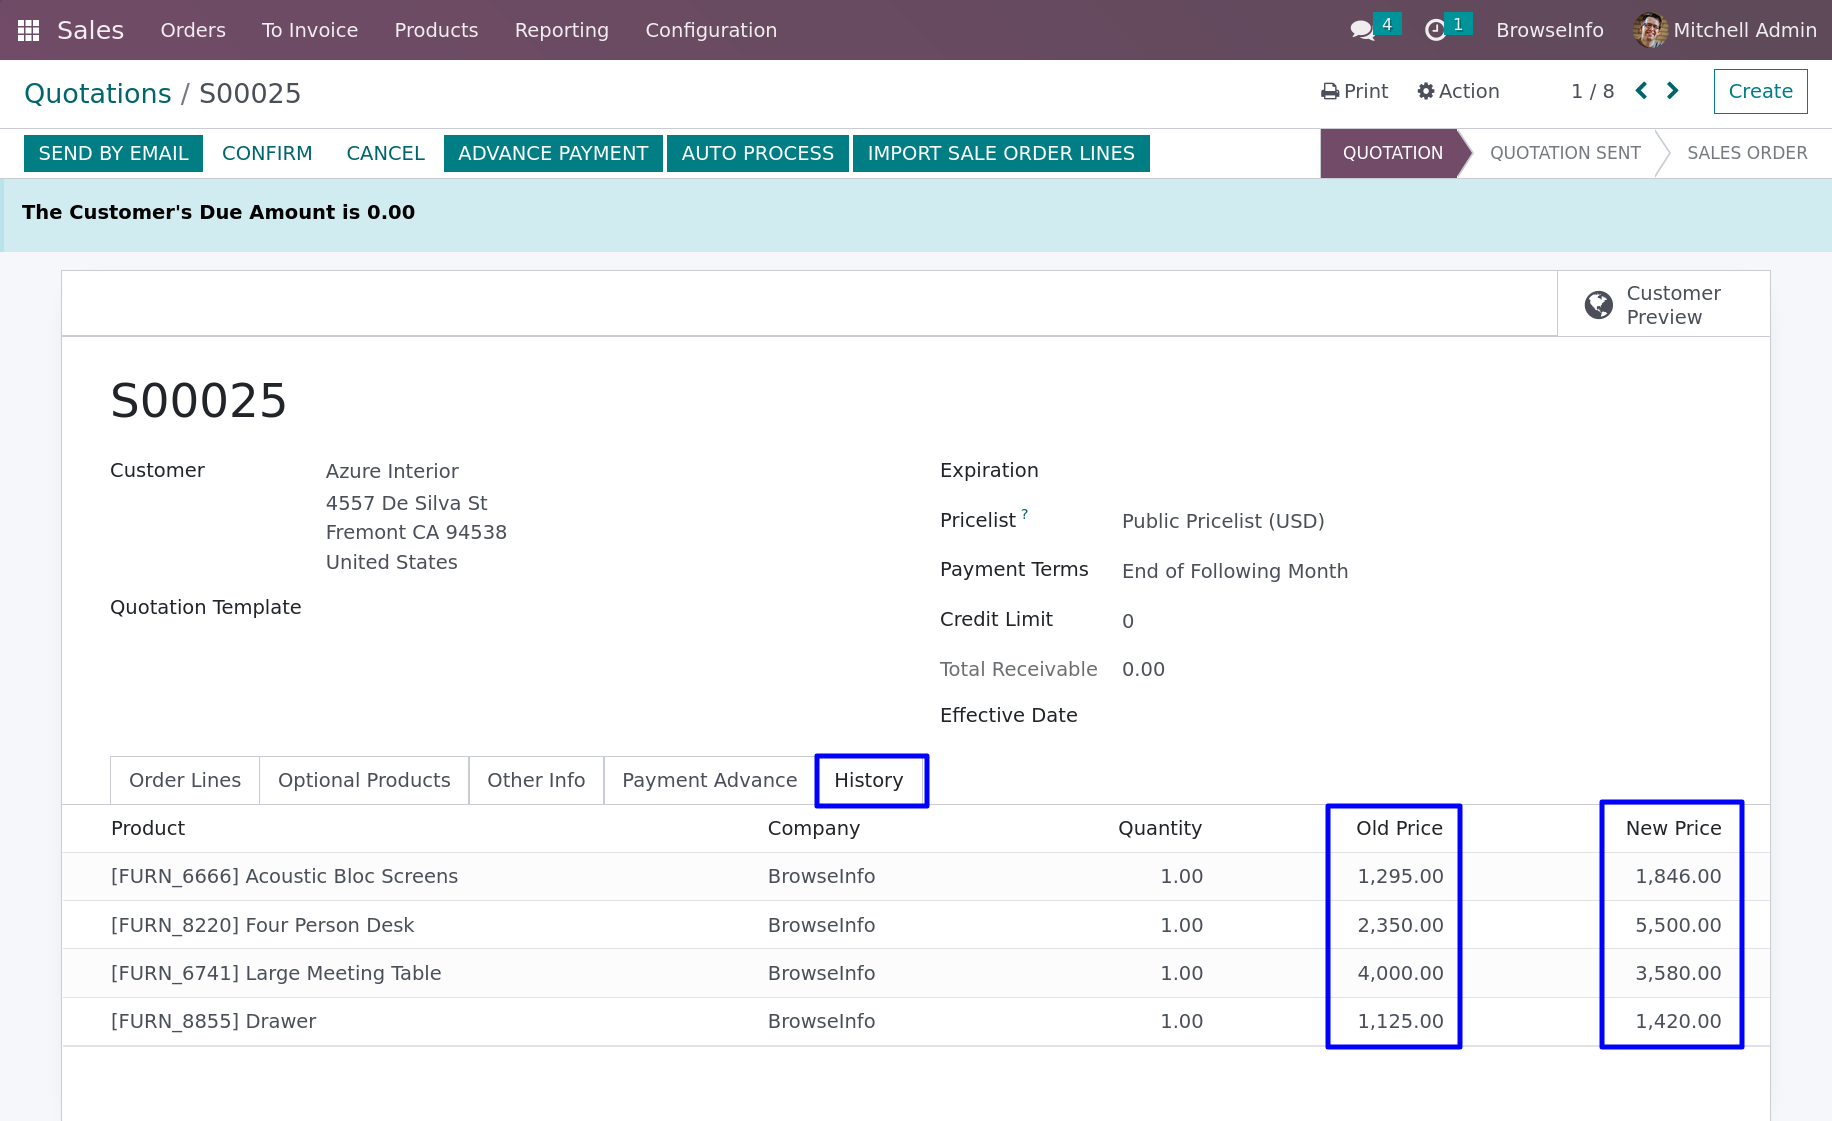 Sales Orders To Invoice Products Reporting Configuration 4 1 BrowseInfo Mitchell Admin
Quotations / S00025 Print Action 1 / 8 Create
SEND BY EMAIL CONFIRM CANCEL ADVANCE PAYMENT AUTO PROCESS IMPORT SALE ORDER LINES QUOTATION QUOTATION SENT SALES ORDER
The Customer's Due Amount is 0.00
Customer
Preview
S00025
Customer Azure Interior
4557 De Silva St
Fremont CA 94538
United States
Quotation Template
Expiration
Pricelist ? Public Pricelist (USD)
Payment Terms End of Following Month
Credit Limit 0
Total Receivable 0.00
Effective Date
Order Lines Optional Products Other Info Payment Advance History
Product Company Quantity Old Price New Price
[FURN_6666] Acoustic Bloc Screens BrowseInfo 1.00 1,295.00 1,846.00
[FURN_8220] Four Person Desk BrowseInfo 1.00 2,350.00 5,500.00
[FURN_6741] Large Meeting Table BrowseInfo 1.00 4,000.00 3,580.00
[FURN_8855] Drawer BrowseInfo 1.00 1,125.00 1,420.00